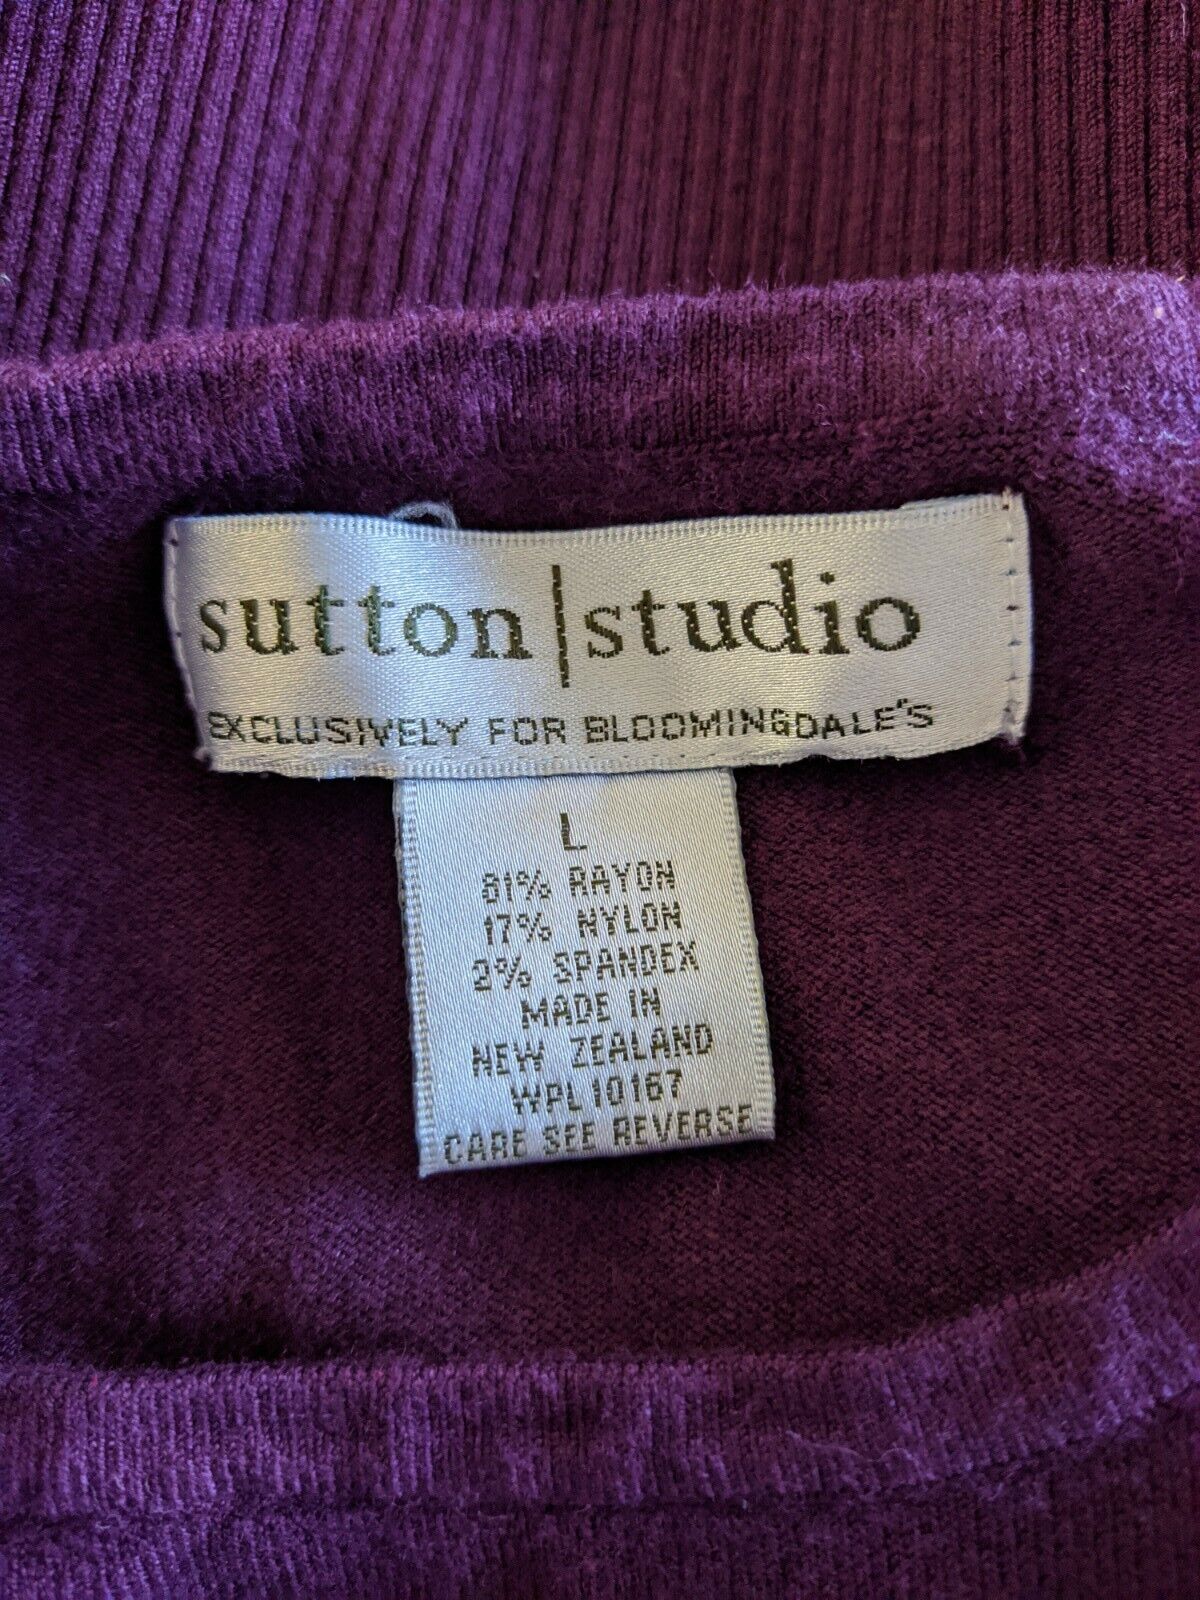 sutton|studio
EXCLUSIVELY FOR BLOOMINGDALE'S
L
81% RAYON
17% NYLON
2% SPANDEX
MADE IN
NEW ZEALAND
WPL 10167
CARE SEE REVERSE